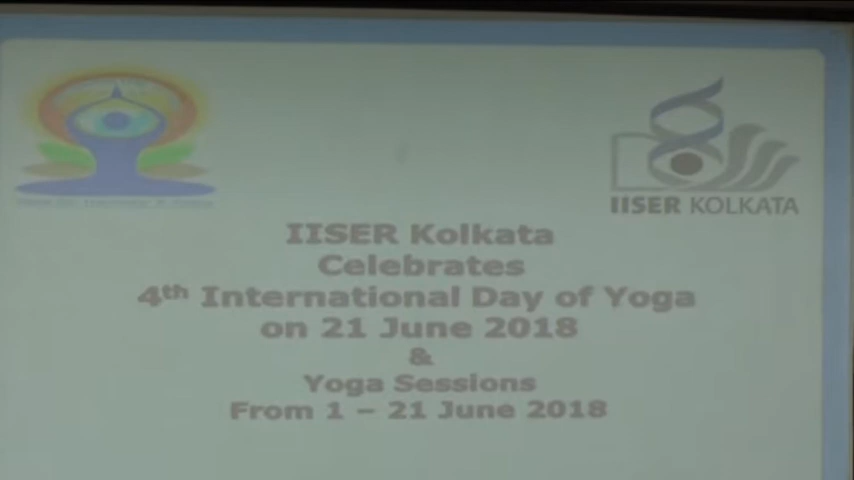 IISER KOLKATA
IISER Kolkata
Celebrates
4th International Day of Yoga
on 21 June 2018
&
Yoga Sessions
From 1 – 21 June 2018